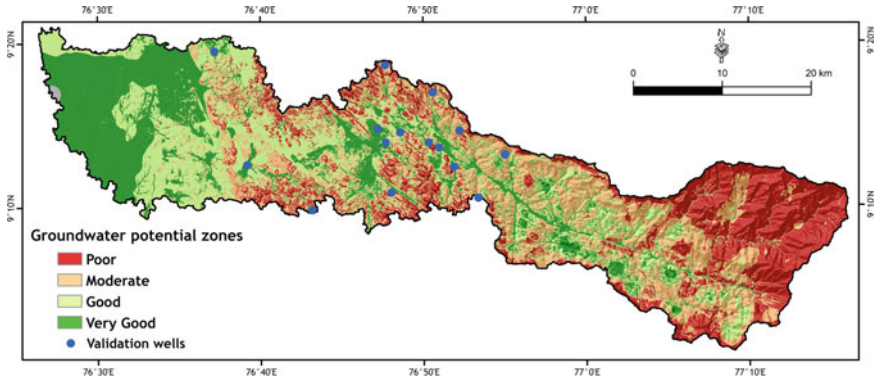 76°30'E 76°40'E 76°50'E 77°0'E 77°10'E
9°20'N 9°20'N
N
0 10 20 km
9°10'N 9°10'N
Groundwater potential zones
Poor
Moderate
Good
Very Good
Validation wells
76°30'E 76°40'E 76°50'E 77°0'E 77°10'E